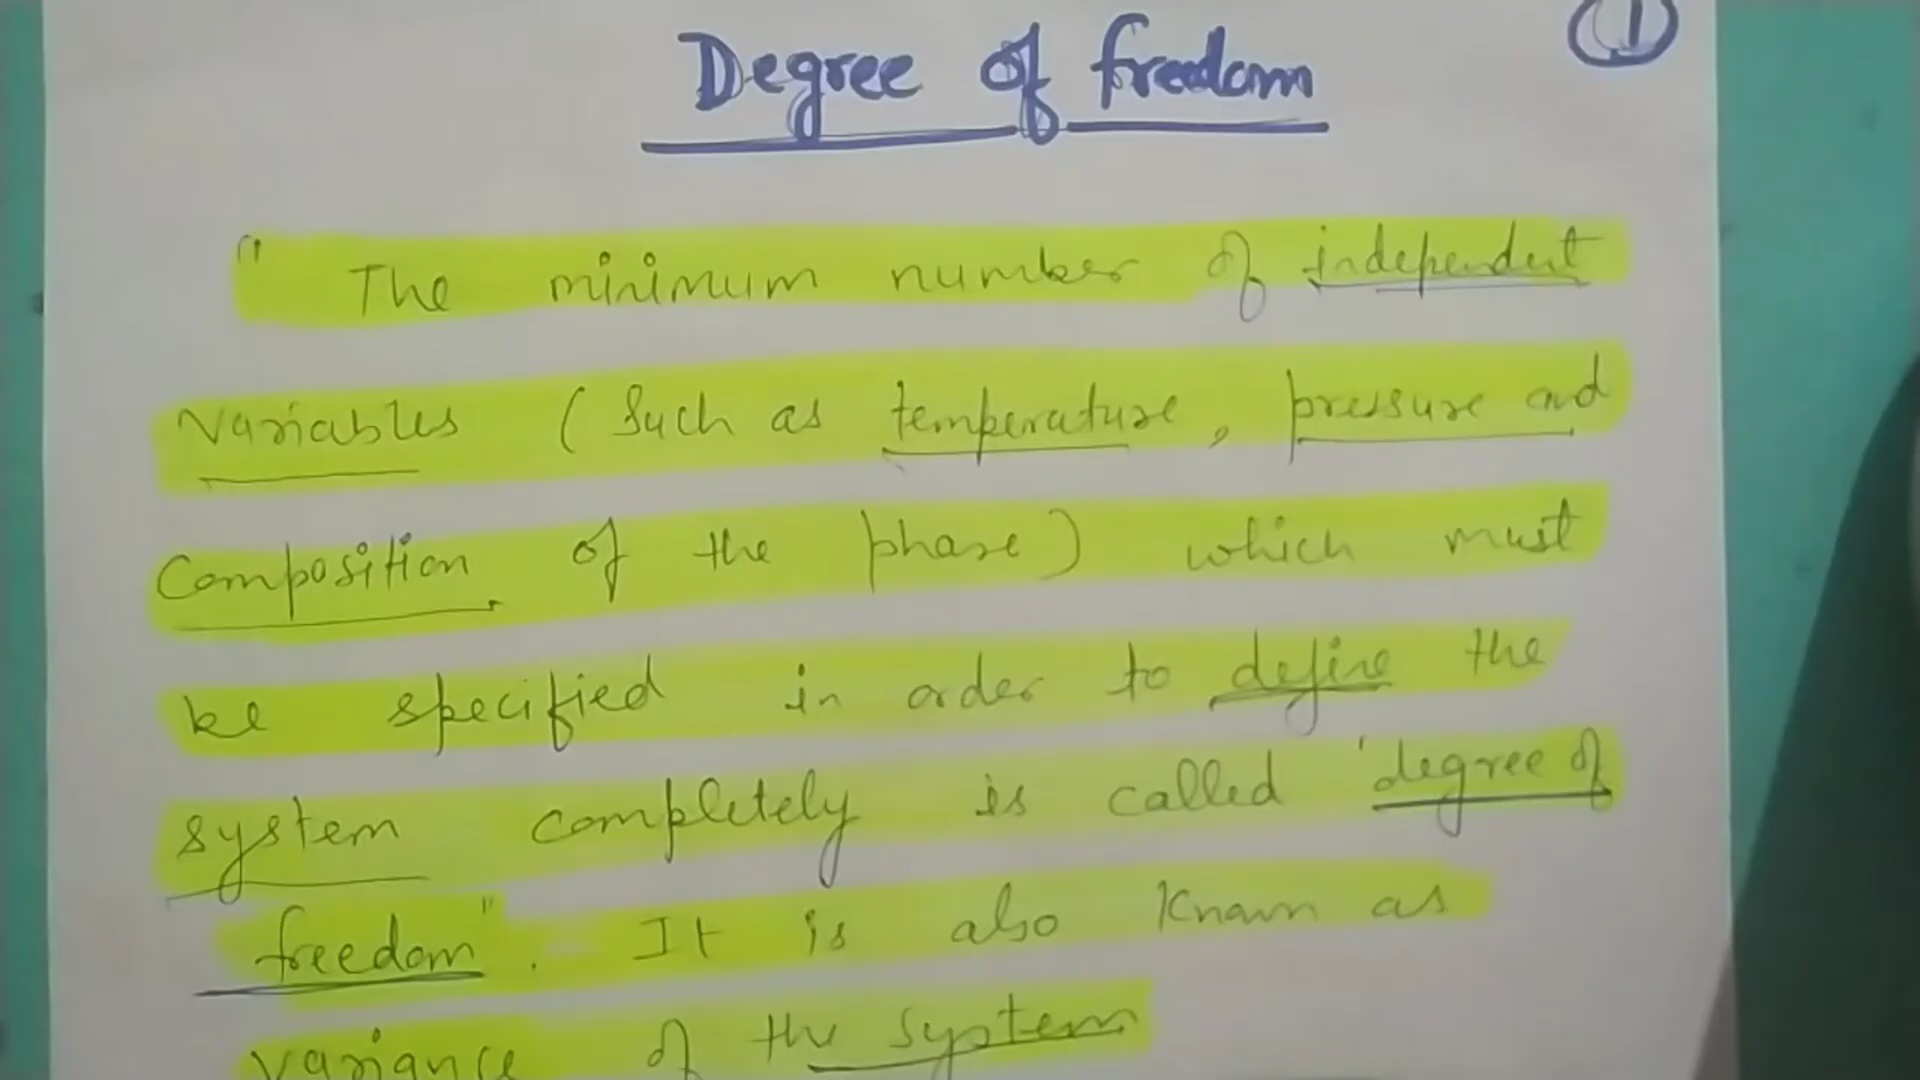 1
Degree of freedom
" The minimum number of independent
variables (Such as temperature, pressure and
Composition of the phase) which must
be specified in order to define the
system completely is called 'degree of
freedom". It is also known as
variance of the system